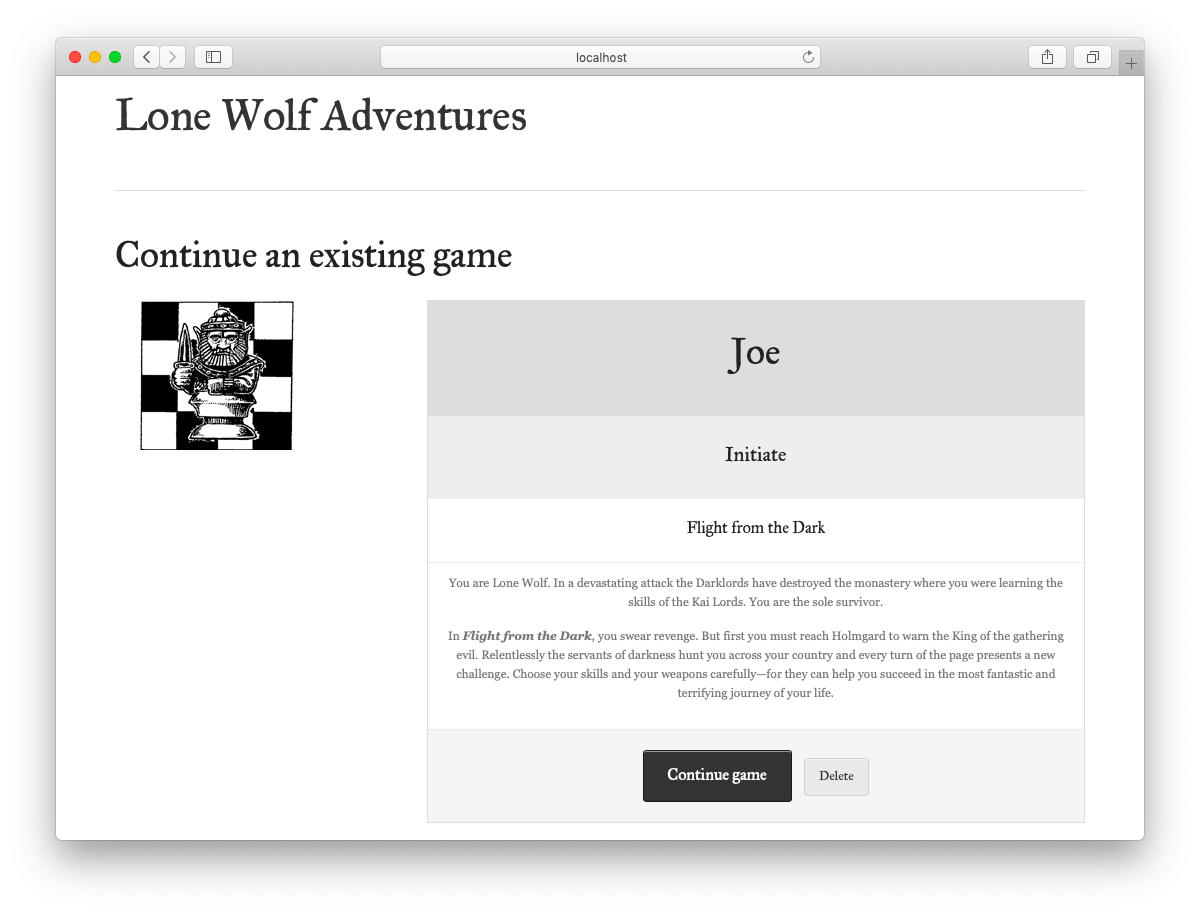 localhost
Lone Wolf Adventures
Continue an existing game
Joe
Initiate
Flight from the Dark
You are Lone Wolf. In a devastating attack the Darklords have destroyed the monastery where you were learning the
skills of the Kai Lords. You are the sole survivor.
In Flight from the Dark, you swear revenge. But first you must reach Holmgard to warn the King of the gathering
evil. Relentlessly the servants of darkness hunt you across your country and every turn of the page presents a new
challenge. Choose your skills and your weapons carefully—for they can help you succeed in the most fantastic and
terrifying journey of your life.
Continue game
Delete